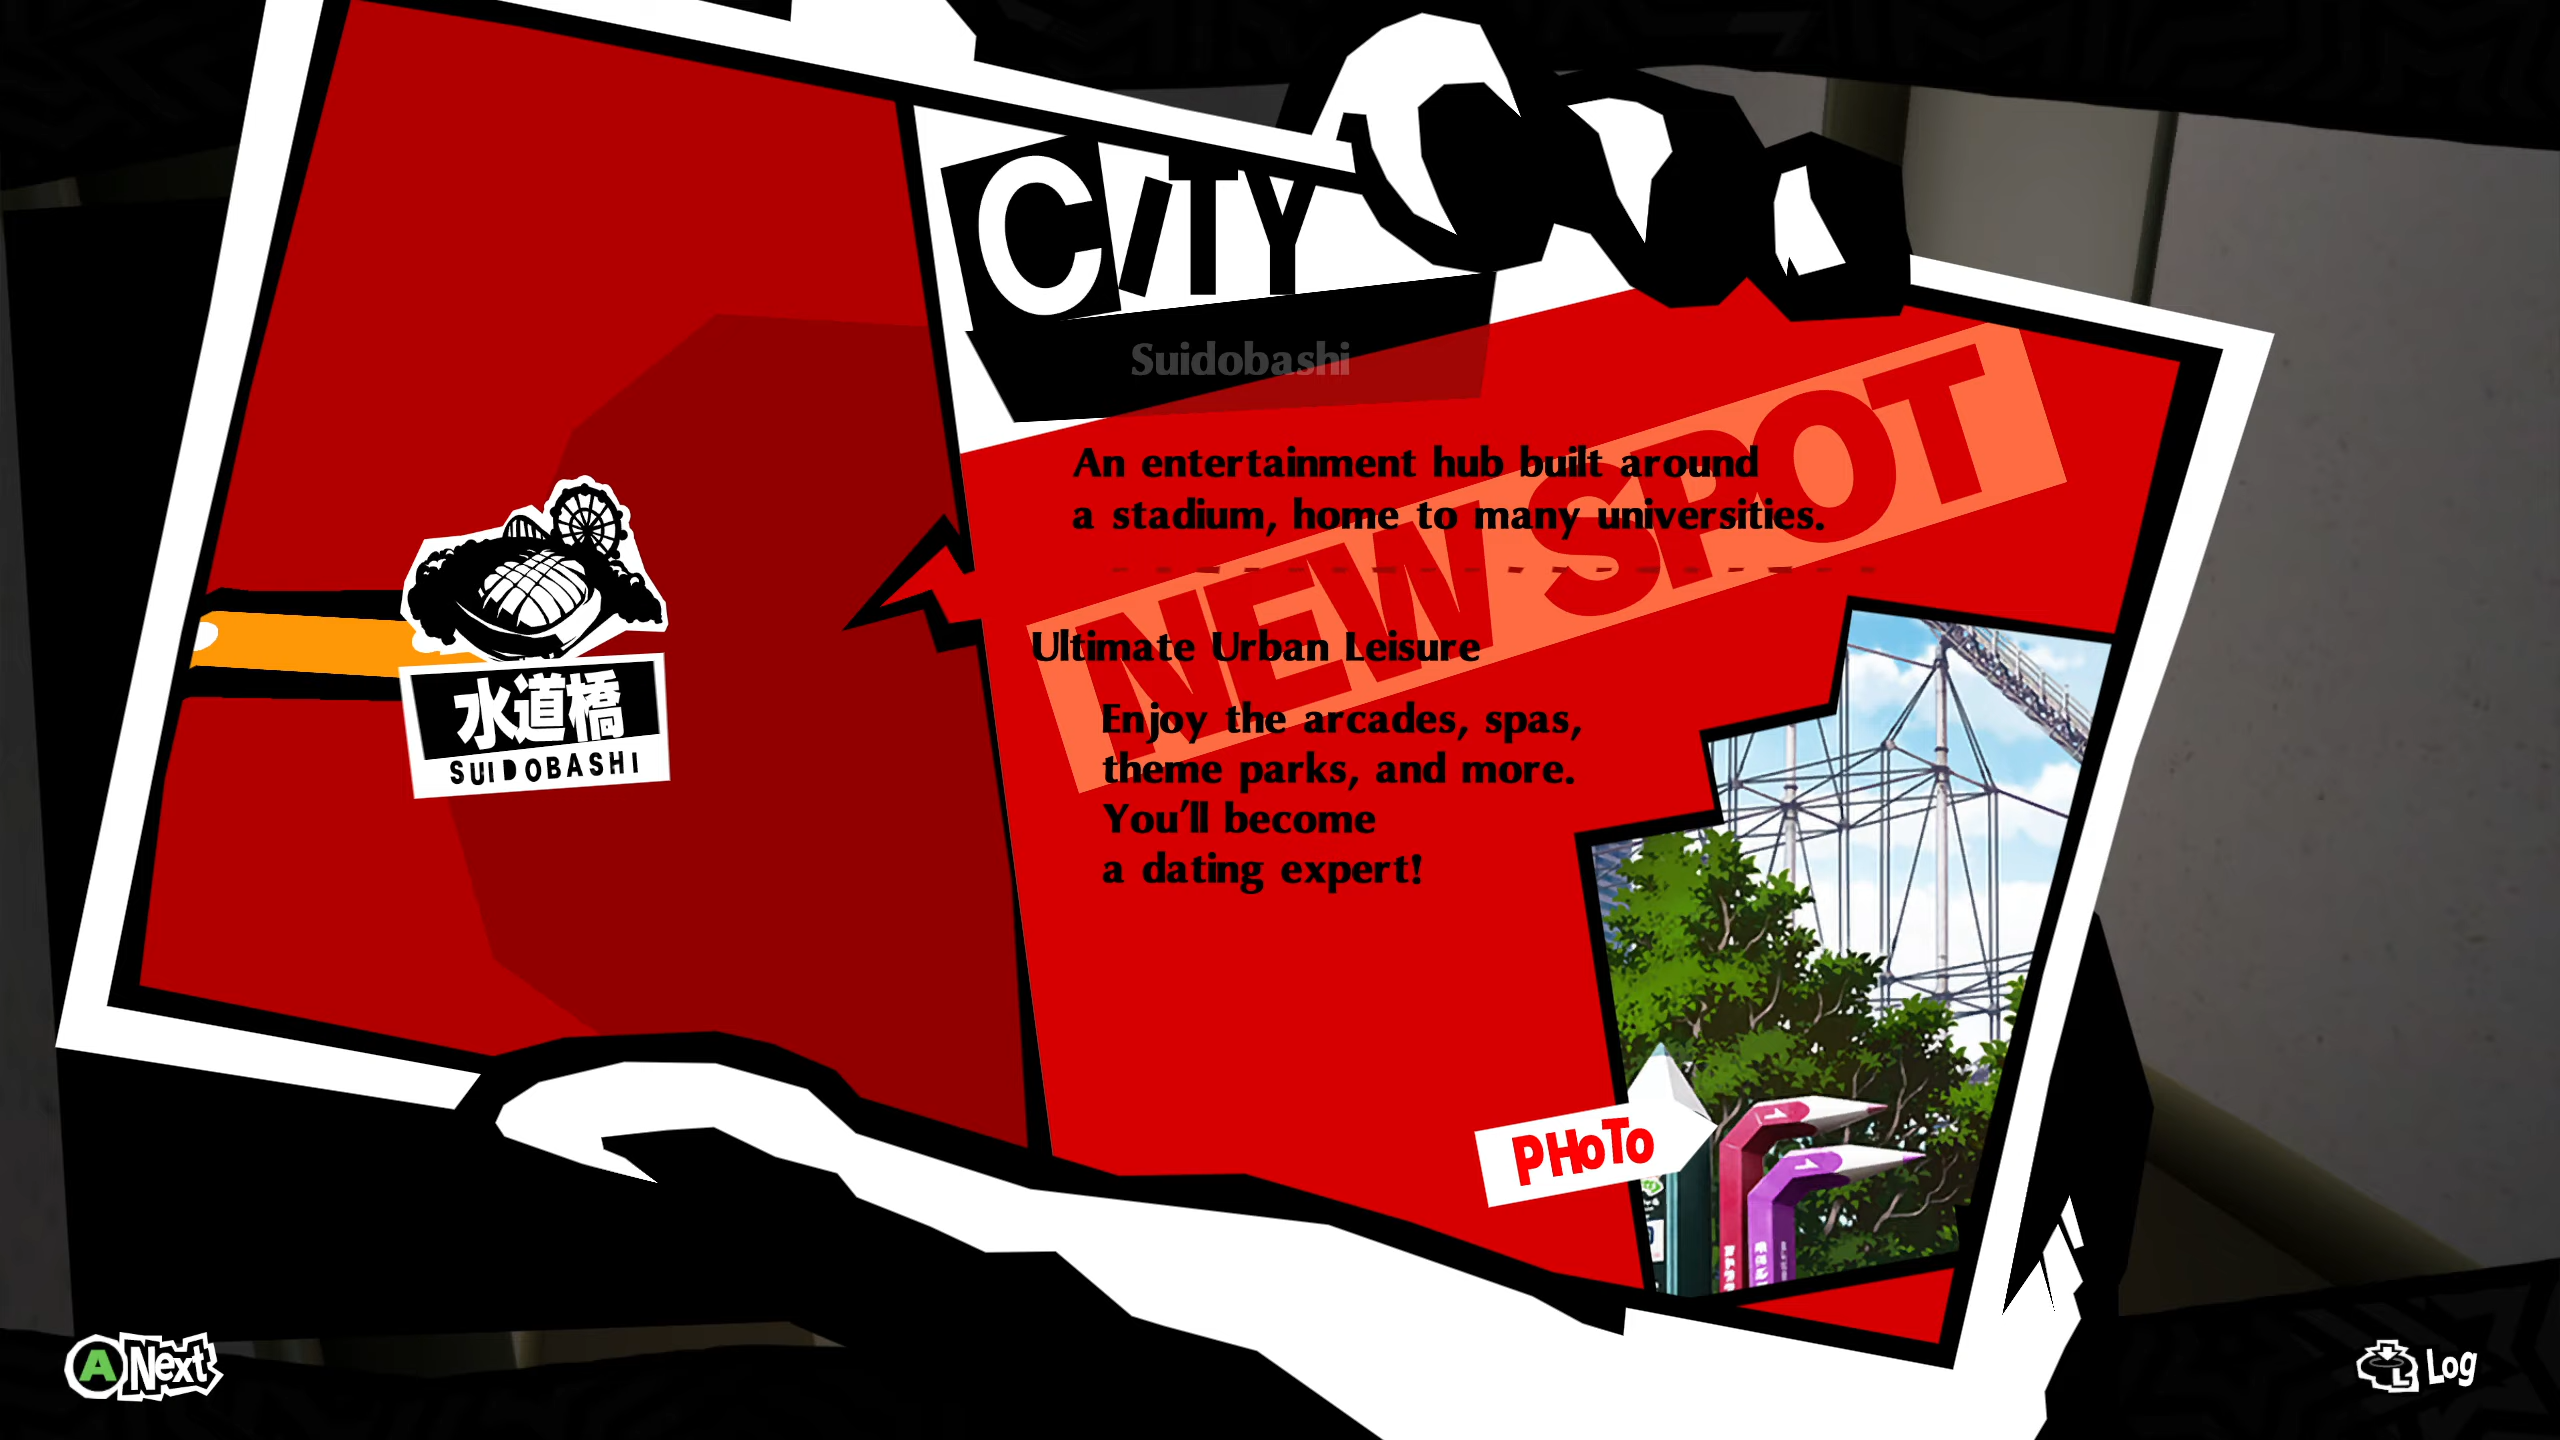 CITY
Suidobashi
NEW SPOT
An entertainment hub built around
a stadium, home to many universities.
Ultimate Urban Leisure
Enjoy the arcades, spas,
theme parks, and more.
You'll become
a dating expert!
水道橋
SUIDOBASHI
PHOTO
A Next
L Log